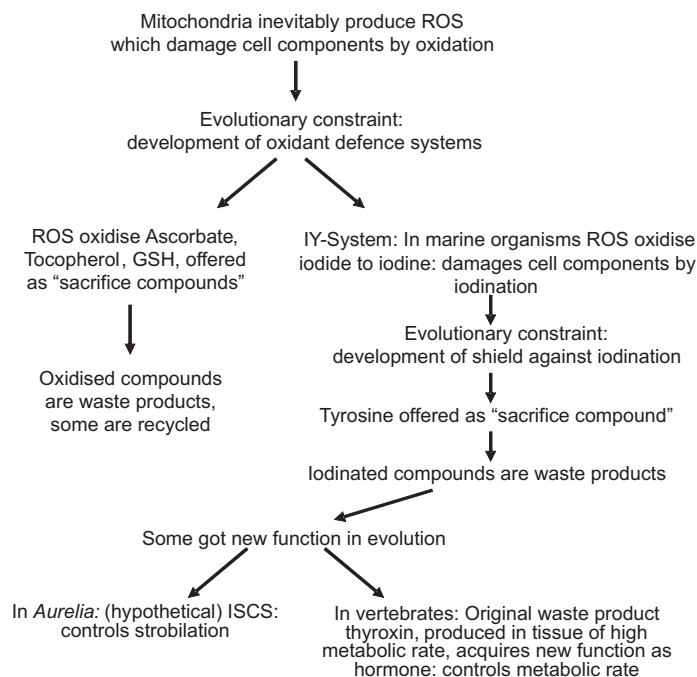 Mitochondria inevitably produce ROS
which damage cell components by oxidation
Evolutionary constraint:
development of oxidant defence systems
ROS oxidise Ascorbate,
Tocopherol, GSH, offered
as “sacrifice compounds”
IY-System: In marine organisms ROS oxidise
iodide to iodine: damages cell components by
iodination
Evolutionary constraint:
development of shield against iodination
Oxidised compounds
are waste products,
some are recycled
Tyrosine offered as “sacrifice compound”
Iodinated compounds are waste products
Some got new function in evolution
In Aurelia: (hypothetical) ISCS:
controls strobilation
In vertebrates: Original waste product
thyroxin, produced in tissue of high
metabolic rate, acquires new function as
hormone: controls metabolic rate